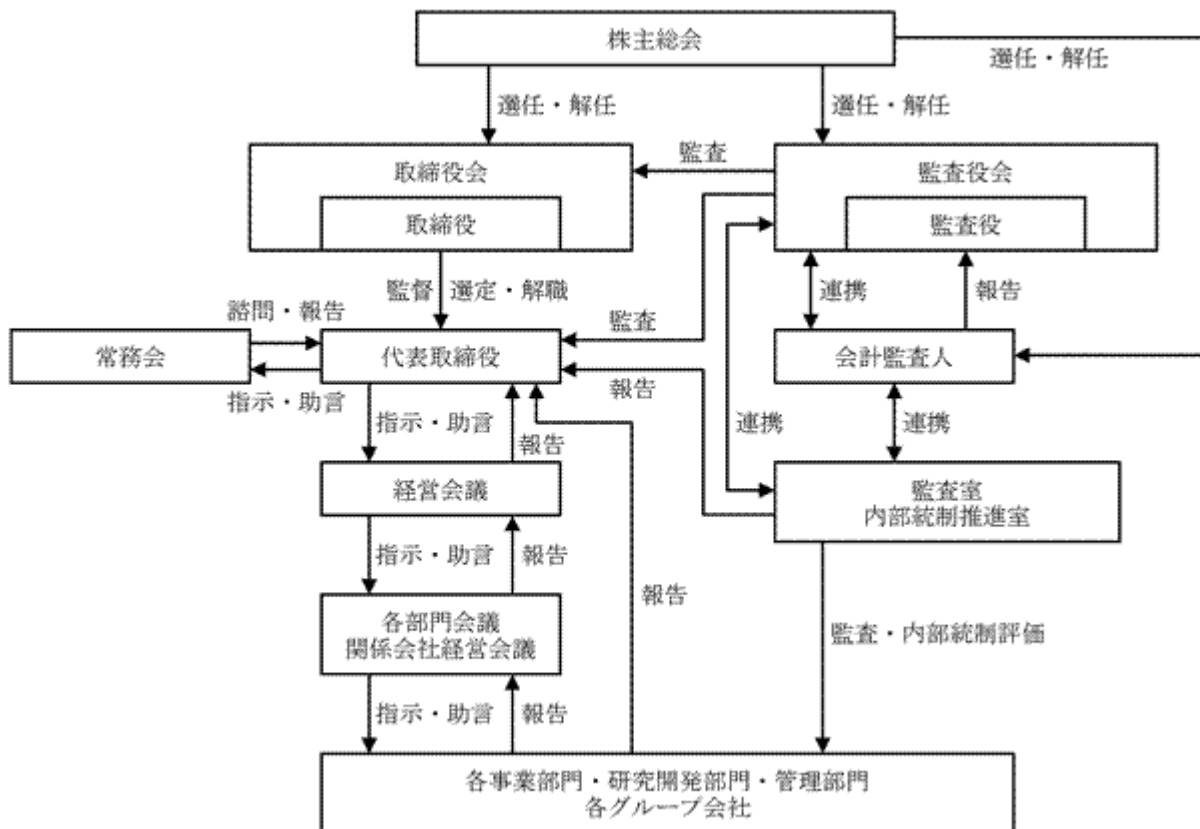 株主総会
選任・解任
選任・解任
選任・解任
取締役会
取締役
監査
監査役会
監査役
監督
選定・解職
連携
報告
諮問・報告
監査
常務会
代表取締役
会計監査人
指示・助言
報告
指示・助言
報告
連携
連携
経営会議
監査室
内部統制推進室
指示・助言
報告
報告
各部門会議
関係会社経営会議
監査・内部統制評価
指示・助言
報告
各事業部門・研究開発部門・管理部門
各グループ会社